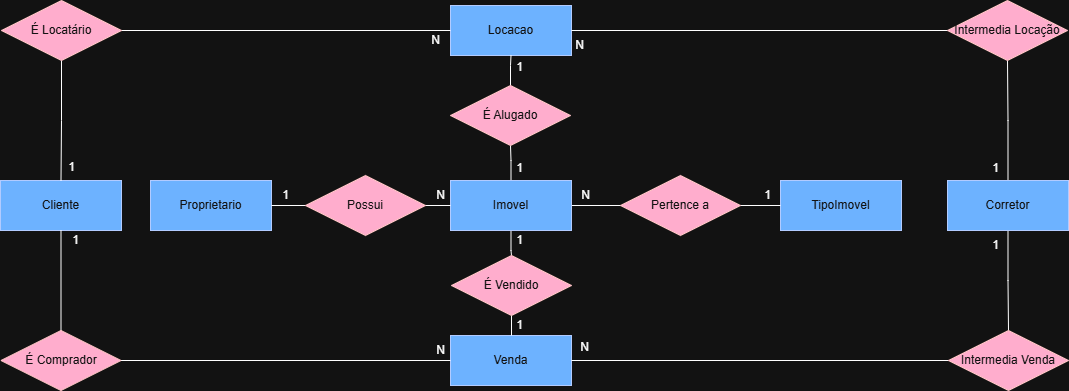 É Locatário
N
Locacao
N
Intermedia Locação
1
É Alugado
1
1
1
Cliente
Proprietario
1
Possui
N
Imovel
N
Pertence a
1
TipoImovel
Corretor
1
1
1
É Vendido
1
É Comprador
N
Venda
N
Intermedia Venda